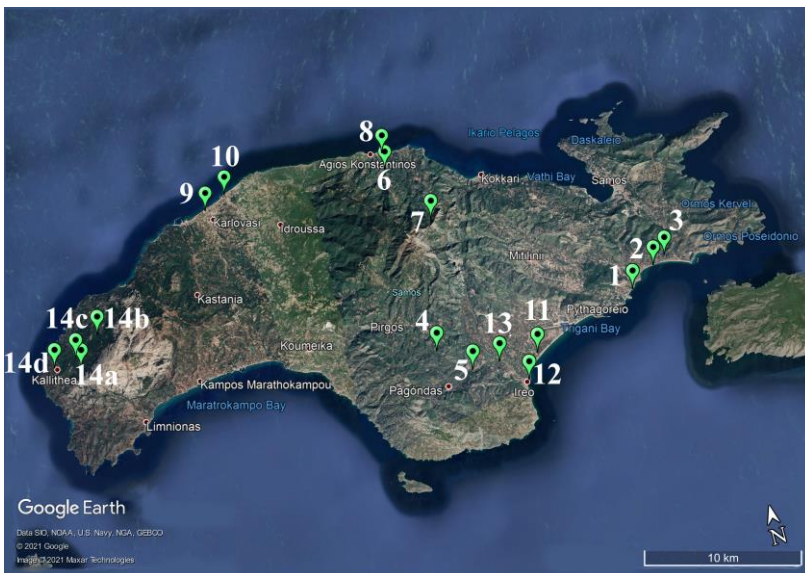 8
Ikario Pelagos
Daskaleio
Agios Konstantinos
6
10
Kokkari
Vathi Bay
Samos
9
7
Ormos Kervel
Karlovasi
Idroussa
3
Ormos Poseidonio
2
Mitilinii
1
Samos
Kastania
Pythagoreio
14c
14b
Pirgos
4
13
11
Trigani Bay
Koumeika
14d
14a
5
12
Kallithea
Kampos Marathokampou
Pagondas
Ireo
Maratrokampo Bay
Limnionas
Google Earth
Data SIO, NOAA, U.S. Navy, NGA, GEBCO
© 2021 Google
Image © 2021 Maxar Technologies
N
10 km